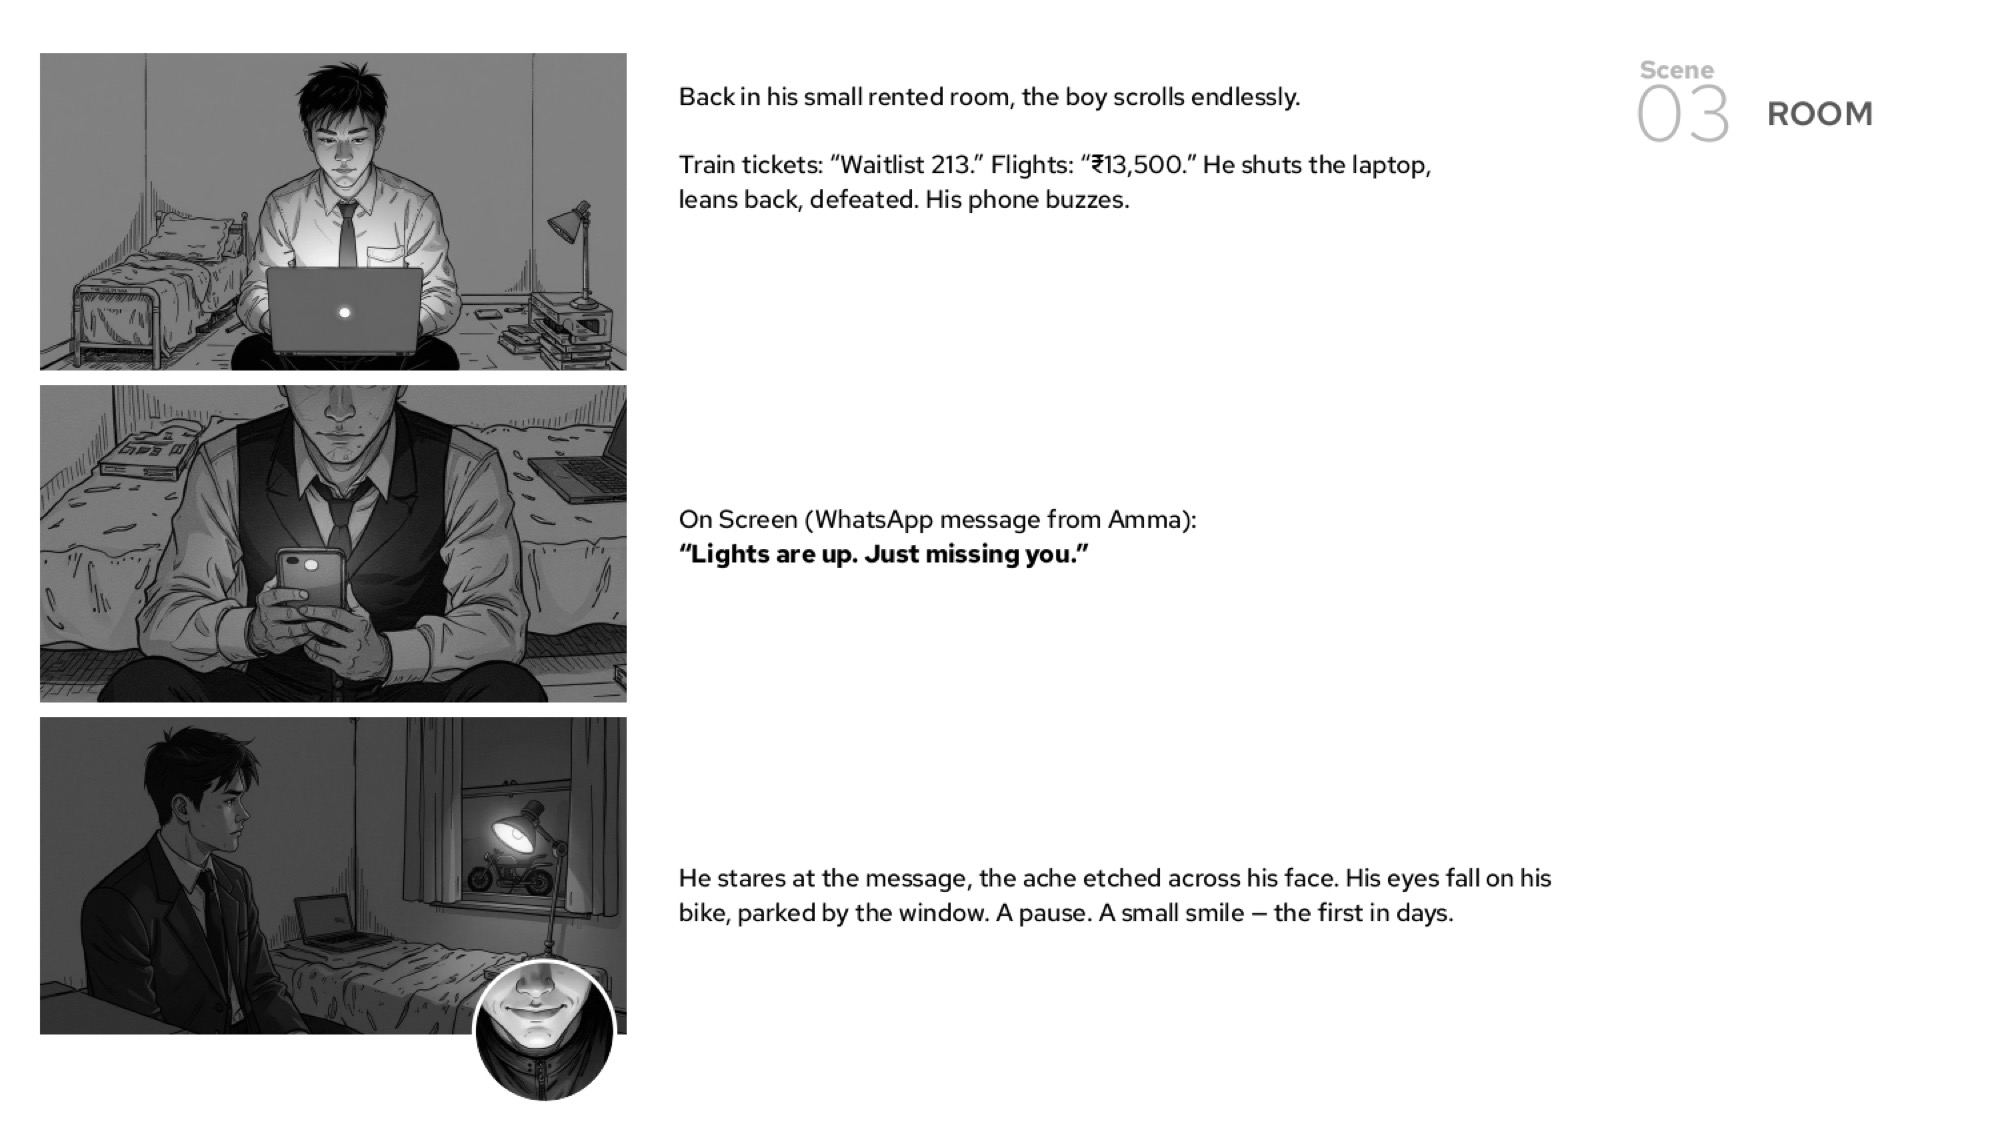 Scene
03 ROOM
Back in his small rented room, the boy scrolls endlessly.
Train tickets: “Waitlist 213.” Flights: “₹13,500.” He shuts the laptop,
leans back, defeated. His phone buzzes.
On Screen (WhatsApp message from Amma):
“Lights are up. Just missing you.”
He stares at the message, the ache etched across his face. His eyes fall on his
bike, parked by the window. A pause. A small smile – the first in days.